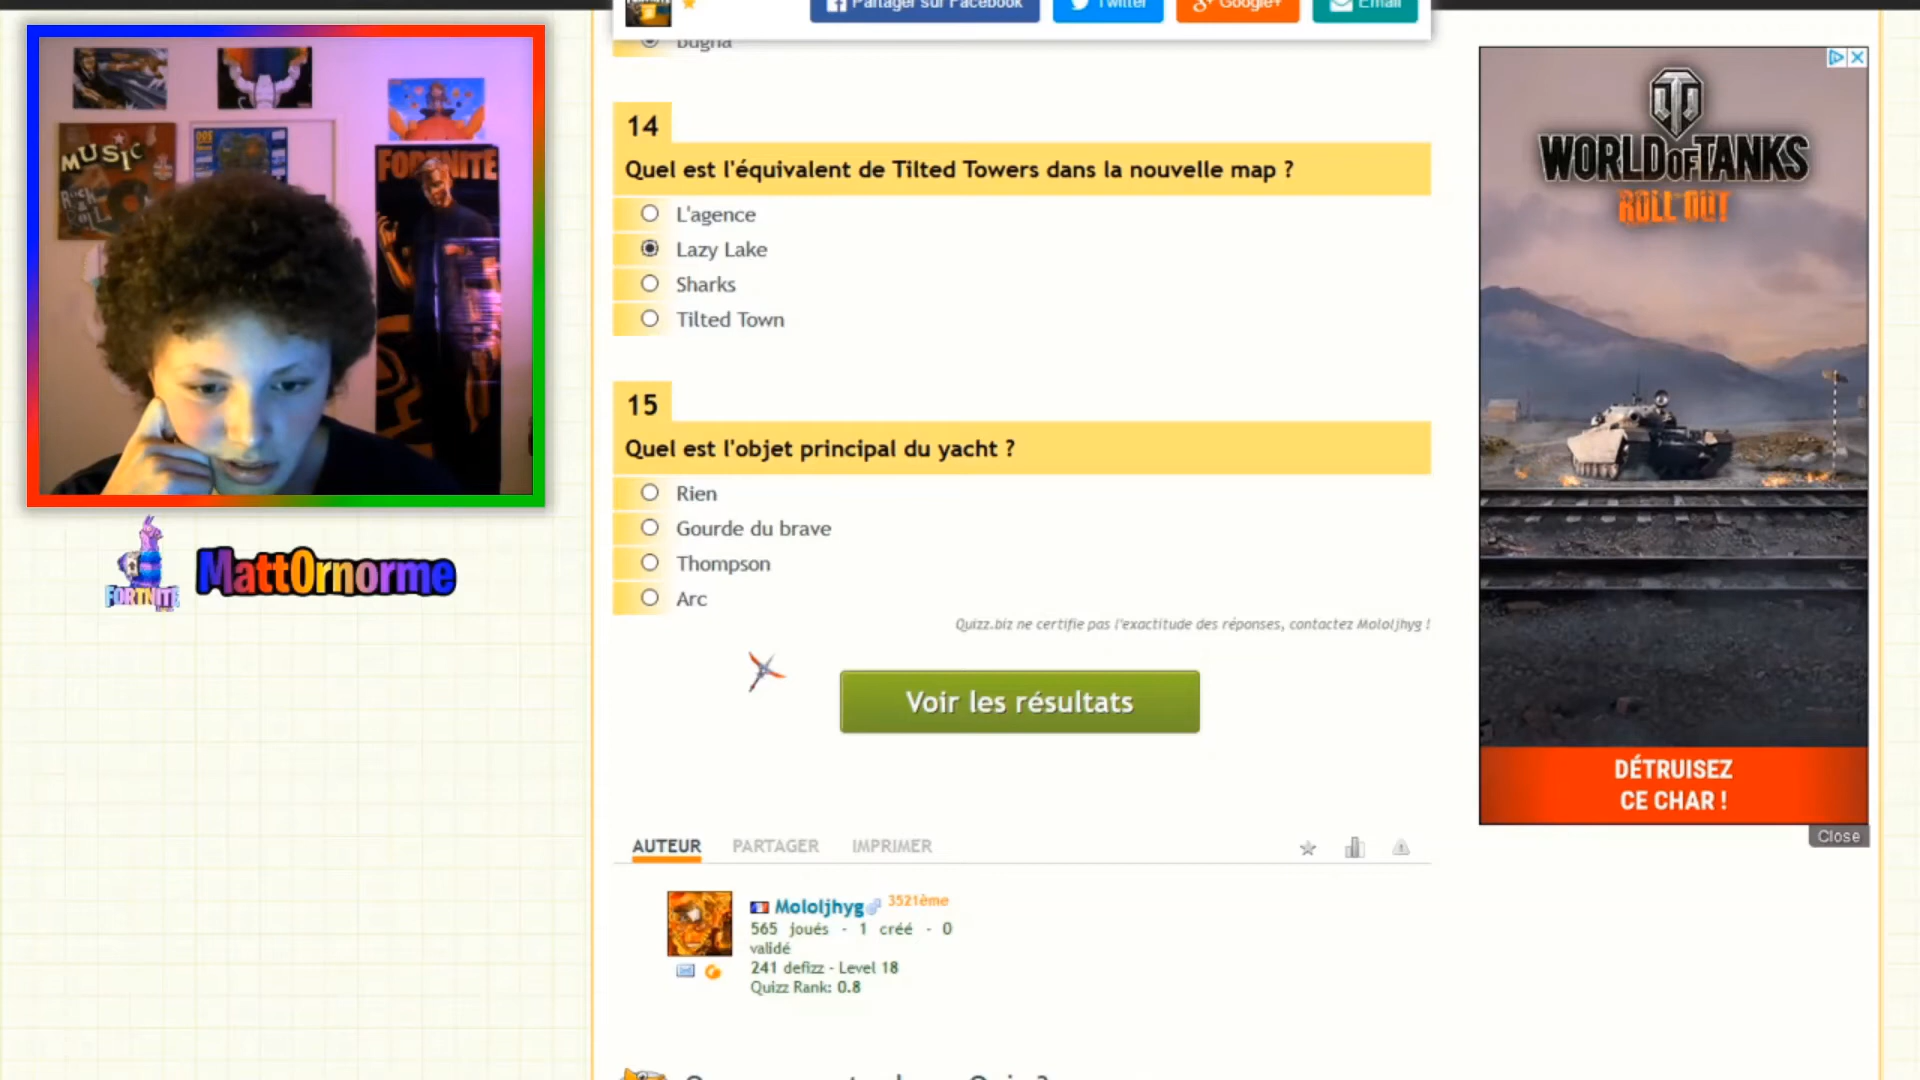 Partager sur Facebook
Twitter
Google+
Email
Bugha
14
Quel est l'équivalent de Tilted Towers dans la nouvelle map ?
L'agence
Lazy Lake
Sharks
Tilted Town
15
Quel est l'objet principal du yacht ?
Rien
Gourde du brave
Thompson
Arc
Quizz.biz ne certifie pas l'exactitude des réponses, contactez Mololjhyg !
Voir les résultats
AUTEUR
PARTAGER
IMPRIMER
Mololjhyg
3521ème
565 joués - 1 créé - 0
validé
241 defizz - Level 18
Quizz Rank: 0.8
MUSIC
ROCK
&
ROLL
FORTNITE
FORTNITE
MattOrnorme
WORLD OF TANKS
ROLL OUT
DÉTRUISEZ
CE CHAR !
Close